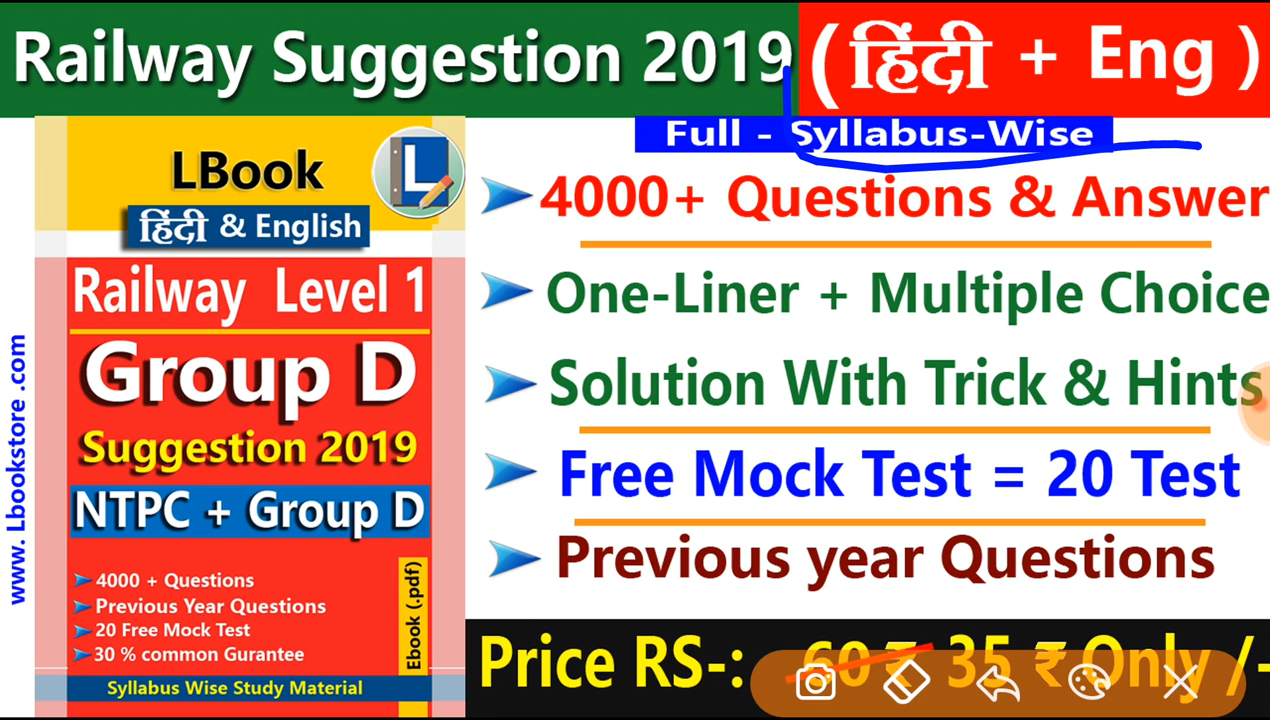 Railway Suggestion 2019 ( हिंदी + Eng )
Full - Syllabus-Wise
LBook
L
हिंदी & English
Railway Level 1
Group D
Suggestion 2019
NTPC + Group D
4000 + Questions
Previous Year Questions
20 Free Mock Test
30 % common Gurantee
Ebook (.pdf)
Syllabus Wise Study Material
www. Lbookstore .com
4000+ Questions & Answer
One-Liner + Multiple Choice
Solution With Trick & Hints
Free Mock Test = 20 Test
Previous year Questions
Price RS-: 60 ₹ 35 ₹ Only /-